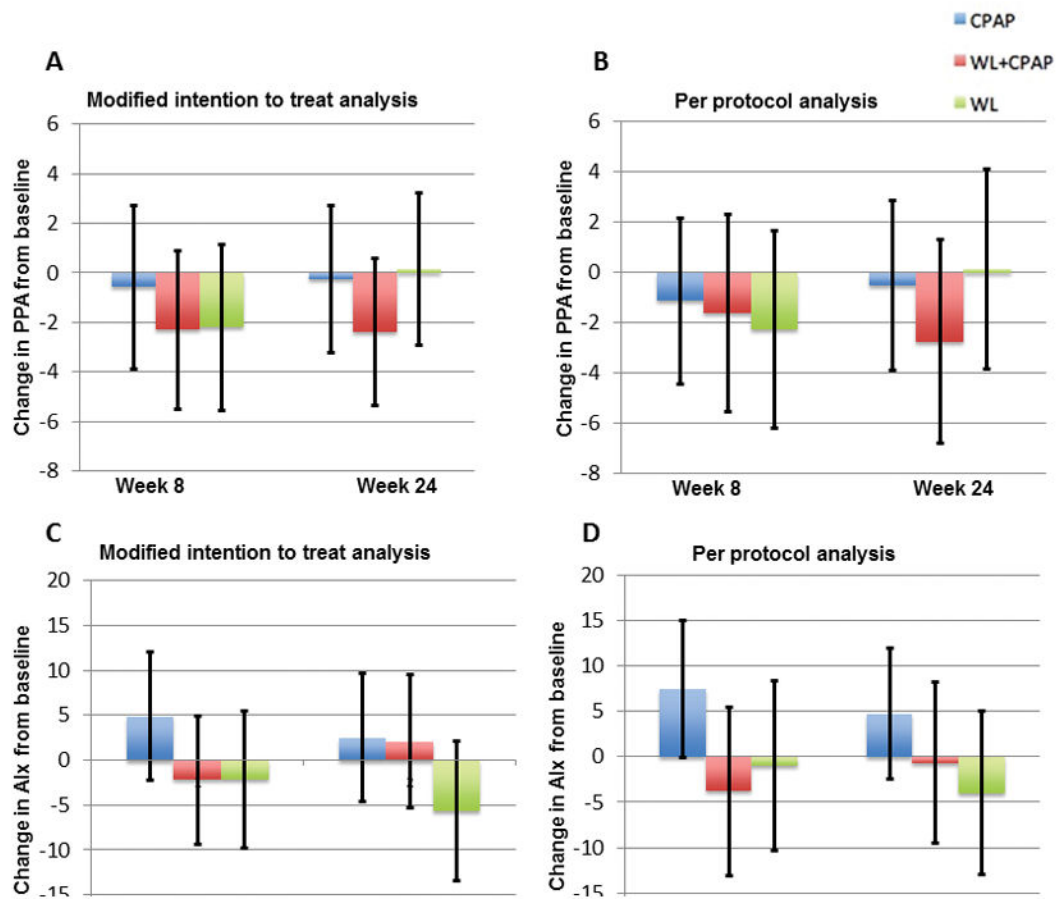 CPAP
WL+CPAP
WL
A
Modified intention to treat analysis
Change in PPA from baseline
6
4
2
0
-2
-4
-6
-8
Week 8 Week 24
B
Per protocol analysis
Change in PPA from baseline
6
4
2
0
-2
-4
-6
-8
Week 8 Week 24
C
Modified intention to treat analysis
Change in AIx from baseline
20
15
10
5
0
-5
-10
-15
D
Per protocol analysis
Change in AIx from baseline
20
15
10
5
0
-5
-10
-15